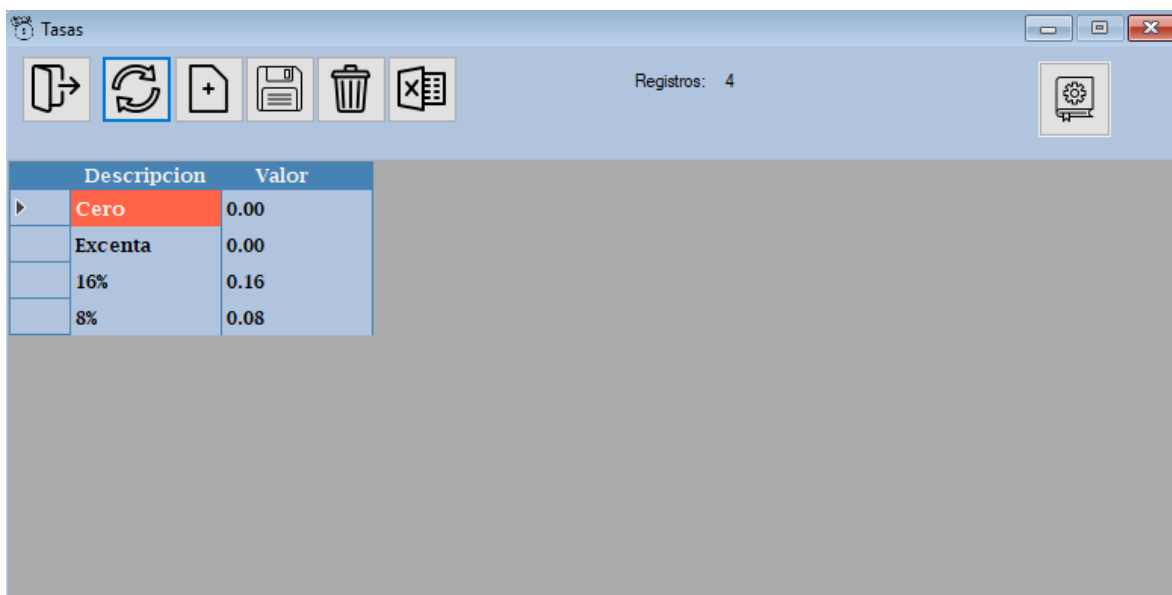 Tasas
Registros: 4
Descripcion Valor
Cero 0.00
Excenta 0.00
16% 0.16
8% 0.08